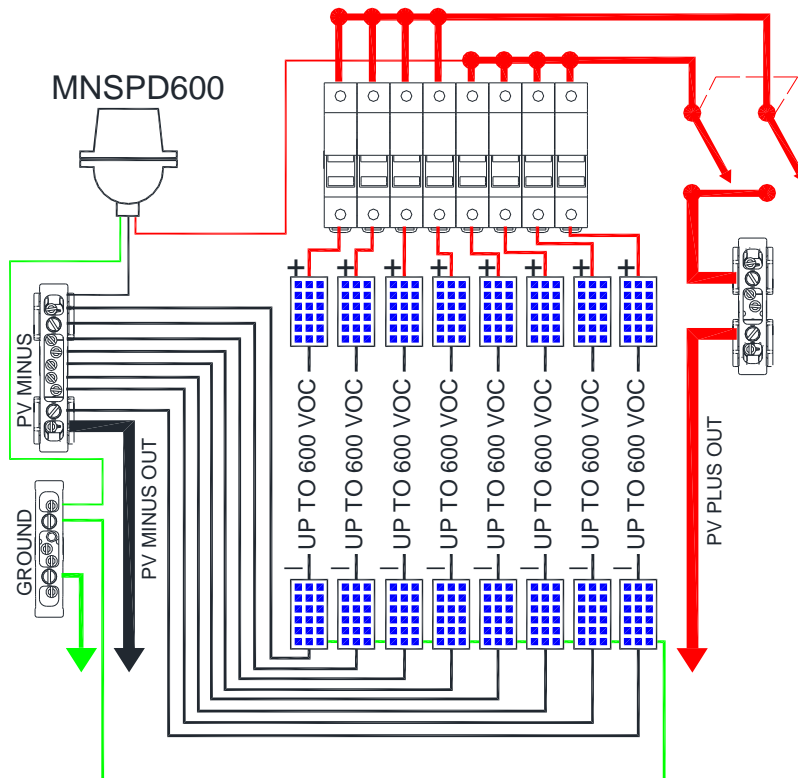 MNSPD600
+ + + + + + + +
PV MINUS
UP TO 600 VOC
UP TO 600 VOC
UP TO 600 VOC
UP TO 600 VOC
UP TO 600 VOC
UP TO 600 VOC
UP TO 600 VOC
UP TO 600 VOC
PV PLUS OUT
PV MINUS OUT
GROUND
− − − − − − − −